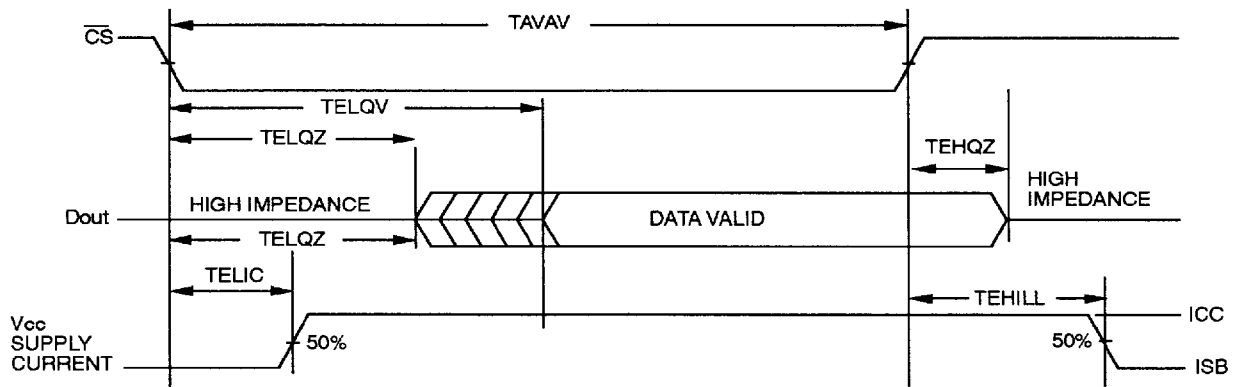 TAVAV
C̅S̅
TELQV
TELQZ
TEHQZ
HIGH
IMPEDANCE
Dout
HIGH IMPEDANCE
DATA VALID
TELQZ
TELIC
TEHILL
Vcc
SUPPLY
CURRENT
50%
50%
ICC
ISB